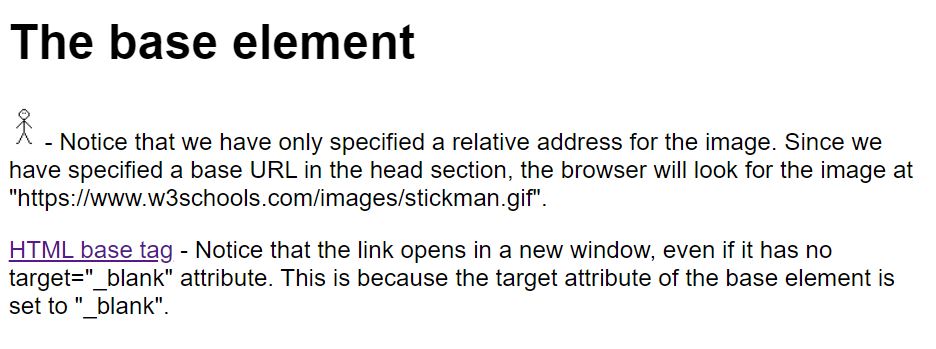 The base element
- Notice that we have only specified a relative address for the image. Since we
have specified a base URL in the head section, the browser will look for the image at
"https://www.w3schools.com/images/stickman.gif".
HTML base tag - Notice that the link opens in a new window, even if it has no
target="_blank" attribute. This is because the target attribute of the base element is
set to "_blank".